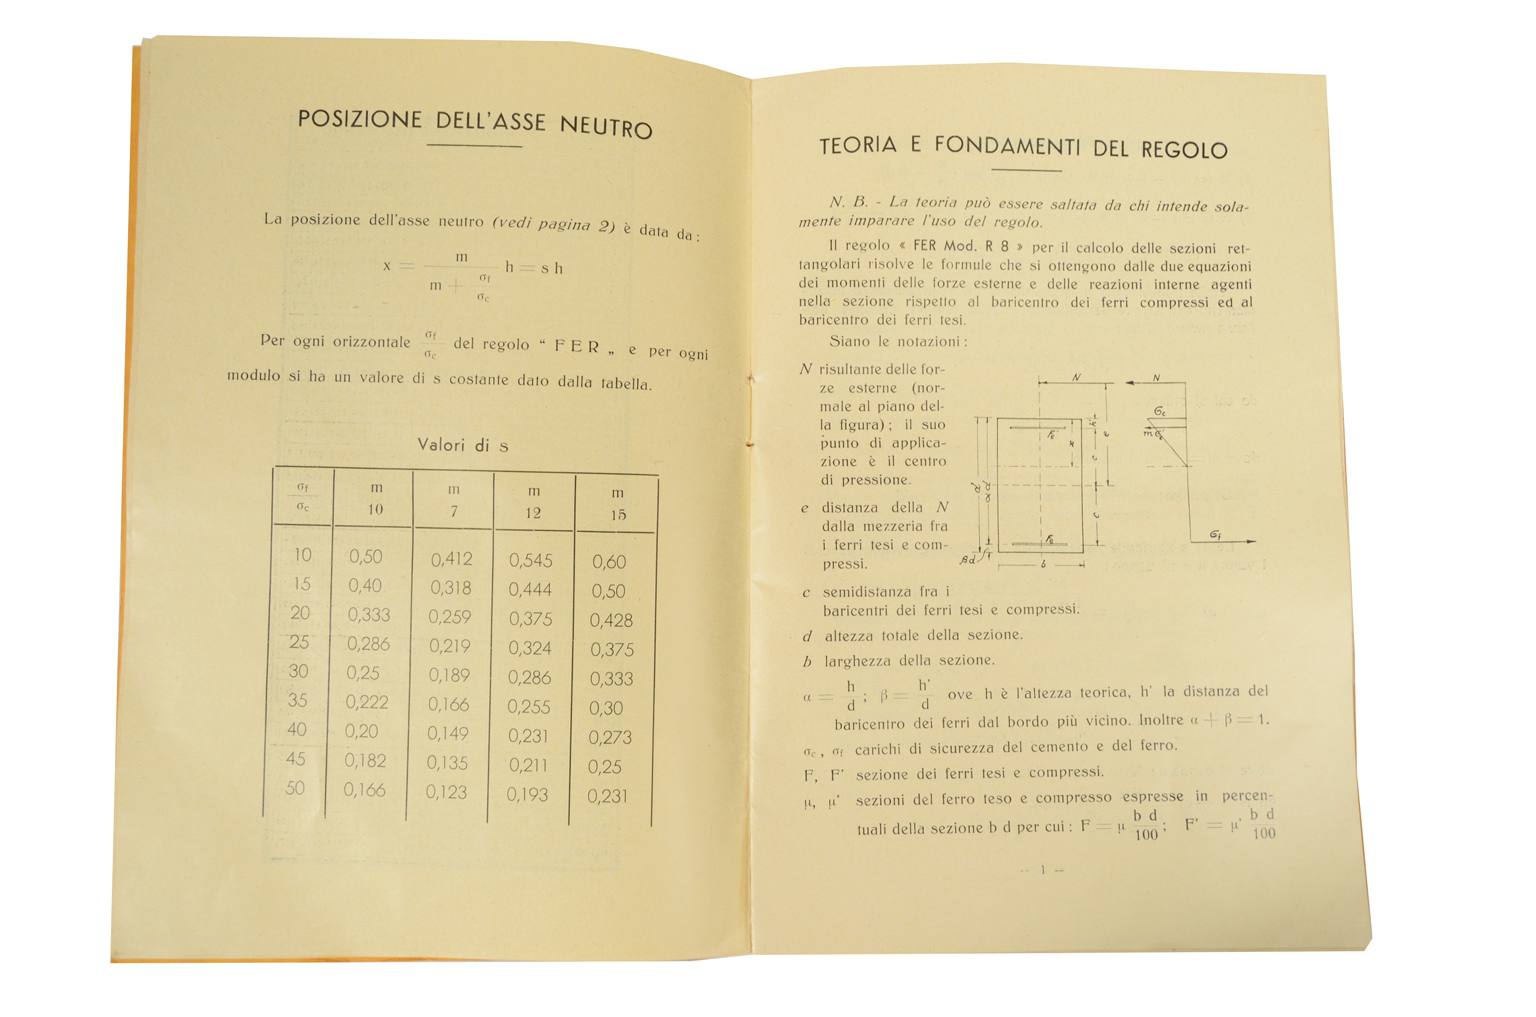 POSIZIONE DELL'ASSE NEUTRO
La posizione dell'asse neutro (vedi pagina 2) è data da :
x = m / (m + σf / σc) h = s h
Per ogni orizzontale σf / σc del regolo “ FER „ e per ogni
modulo si ha un valore di s costante dato dalla tabella.
Valori di s
σf / σc m 10 m 7 m 12 m 15
10 0,50 0,412 0,545 0,60
15 0,40 0,318 0,444 0,50
20 0,333 0,259 0,375 0,428
25 0,286 0,219 0,324 0,375
30 0,25 0,189 0,286 0,333
35 0,222 0,166 0,255 0,30
40 0,20 0,149 0,231 0,273
45 0,182 0,135 0,211 0,25
50 0,166 0,123 0,193 0,231
TEORIA E FONDAMENTI DEL REGOLO
N. B. - La teoria può essere saltata da chi intende sola-
mente imparare l'uso del regolo.
Il regolo « FER Mod. R 8 » per il calcolo delle sezioni ret-
tangolari risolve le formule che si ottengono dalle due equazioni
dei momenti delle forze esterne e delle reazioni interne agenti
nella sezione rispetto al baricentro dei ferri compressi ed al
baricentro dei ferri tesi.
Siano le notazioni :
N risultante delle for-
ze esterne (nor-
male al piano del-
la figura) ; il suo
punto di applica-
zione è il centro
di pressione.
e distanza della N
dalla mezzeria fra
i ferri tesi e com-
pressi.
c semidistanza fra i
baricentri dei ferri tesi e compressi.
d altezza totale della sezione.
b larghezza della sezione.
α = h / d ; β = h' / d ove h è l'altezza teorica, h' la distanza del
baricentro dei ferri dal bordo più vicino. Inoltre α + β = 1.
σc , σf carichi di sicurezza del cemento e del ferro.
F, F' sezione dei ferri tesi e compressi.
μ, μ' sezioni del ferro teso e compresso espresse in percen-
tuali della sezione b d per cui : F = μ b d / 100 ; F' = μ' b d / 100
N N
σc
σf
b
— 1 —